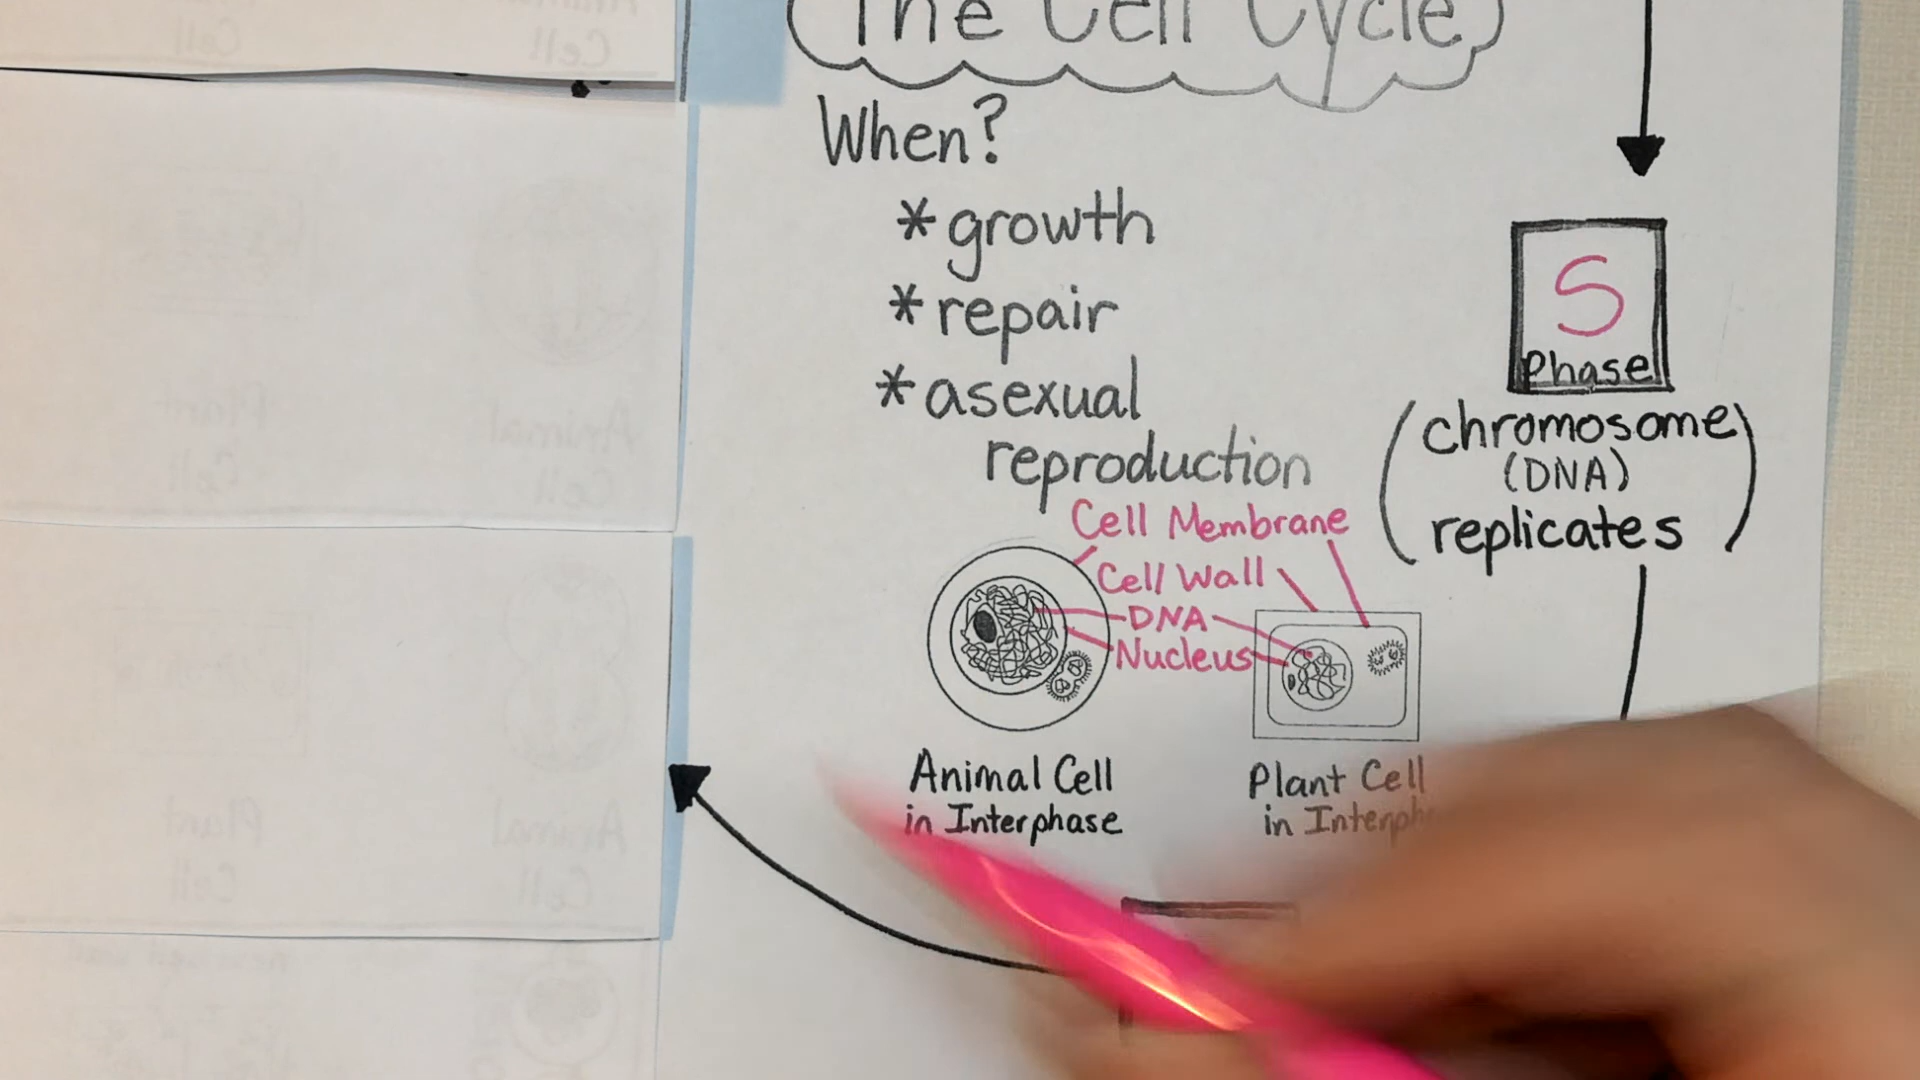 The Cell Cycle
When?
* growth
* repair
* asexual
reproduction
S
Phase
(chromosome
(DNA)
replicates)
Cell Membrane
Cell Wall
DNA
Nucleus
Animal Cell
in Interphase
Plant Cell
in